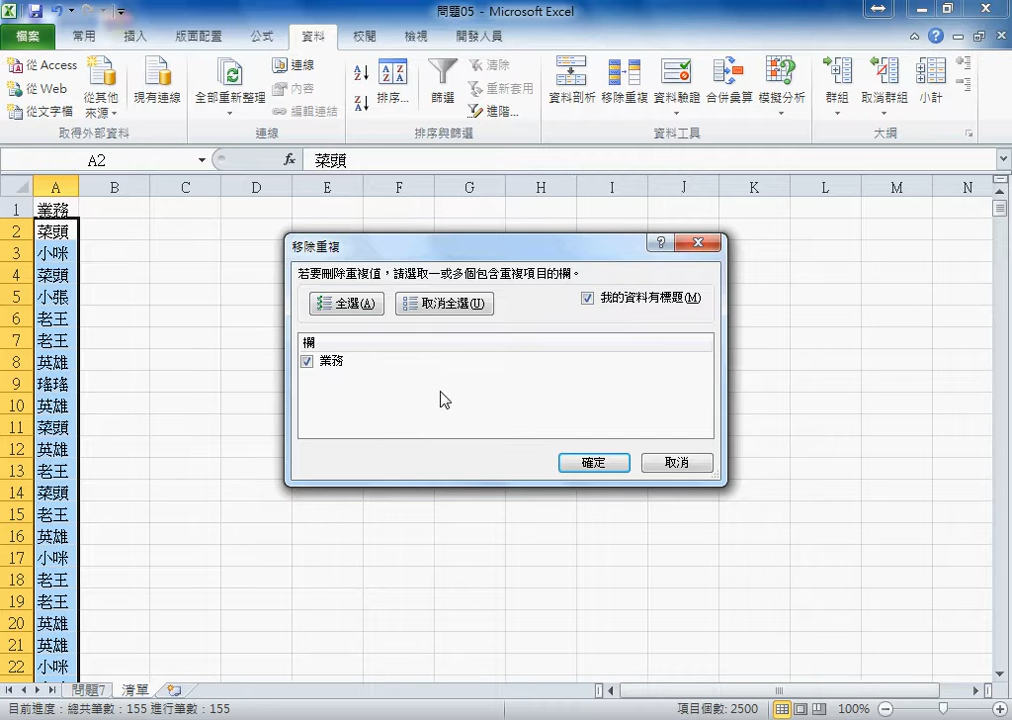 問題05 - Microsoft Excel
檔案 常用 插入 版面配置 公式 資料 校閱 檢視 開發人員
從 Access
從 Web
從文字檔
從其他來源
現有連線
全部重新整理
連線
內容
編輯連結
排序...
篩選
清除
重新套用
進階...
資料剖析
移除重複
資料驗證
合併彙算
模擬分析
群組
取消群組
小計
取得外部資料 連線 排序與篩選 資料工具 大綱
A2 fx 菜頭
A B C D E F G H I J K L M N
1 業務
2 菜頭
3 小咪
4 菜頭
5 小張
6 老王
7 老王
8 英雄
9 瑤瑤
10 英雄
11 菜頭
12 英雄
13 老王
14 菜頭
15 老王
16 英雄
17 小咪
18 老王
19 老王
20 英雄
21 英雄
22 小咪
移除重複
若要刪除重複值，請選取一或多個包含重複項目的欄。
全選(A) 取消全選(U) 我的資料有標題(M)
欄
業務
確定 取消
問題7 清單
目前進度：總共筆數：155 進行筆數：155 項目個數: 2500 100%